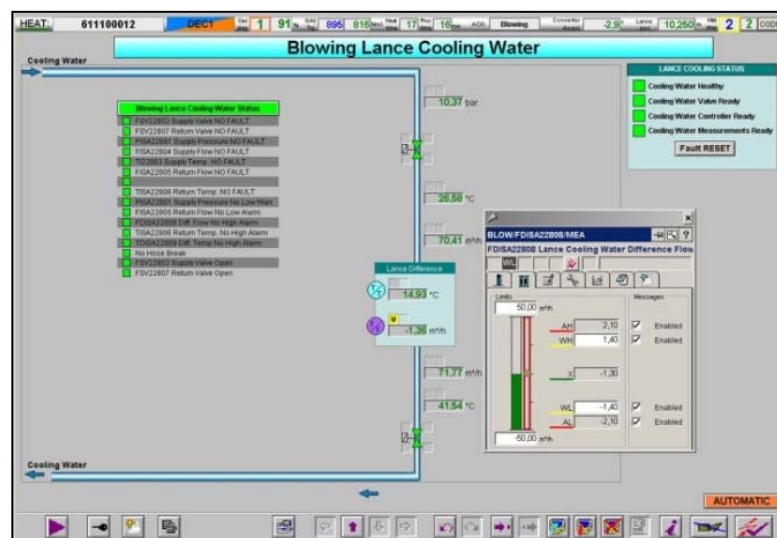 HEAT: 611100012 DEC1 1 91 % 895 816 Nm3 17 16 Blowing -2,9 ° 10,250 m 2 2 CODE
Blowing Lance Cooling Water
Cooling Water
LANCE COOLING STATUS
Cooling Water Healthy
Cooling Water Valve Ready
Cooling Water Controller Ready
Cooling Water Measurements Ready
Fault RESET
Blowing Lance Cooling Water Status
FSV22802 Supply Valve NO FAULT
FSV22807 Return Valve NO FAULT
PISA22801 Supply Pressure NO FAULT
FISA22804 Supply Flow NO FAULT
TI22803 Supply Temp. NO FAULT
FISA22805 Return Flow NO FAULT
TISA22806 Return Temp. NO FAULT
PISA22801 Supply Pressure No Low Wan
FISA22805 Return Flow No Low Alarm
FDISA22808 Diff. Flow No High Alarm
TISA22806 Return Temp No High Alarm
TDISA22809 Diff. Temp No High Alarm
No Hose Break
FSV22802 Supply Valve Open
FSV22807 Return Valve Open
10,37 bar
26,56 °C
70,41 m³/h
Lance Difference
14,93 °C
W
-1,36 m³/h
71,77 m³/h
41,54 °C
BLOW/FDISA22808/MEA
FDISA22808 Lance Cooling Water Difference Flow
WL
Limits
Messages
50,00 m³/h
AH 2,10 Enabled
WH 1,40 Enabled
X -1,30
WL -1,40 Enabled
AL -2,10 Enabled
-50,00 m³/h
Cooling Water
AUTOMATIC